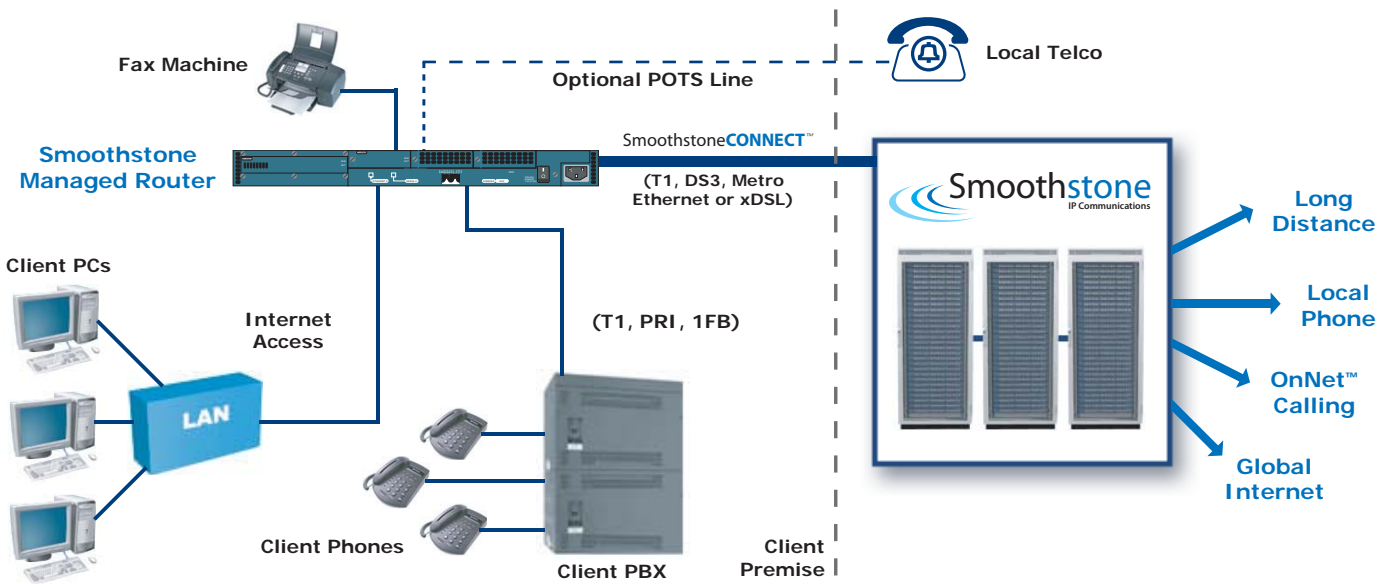 Fax Machine
Local Telco
Optional POTS Line
SmoothstoneCONNECT™
Smoothstone
Managed Router
(T1, DS3, Metro
Ethernet or xDSL)
Smoothstone
IP Communications
Long
Distance
Client PCs
Internet
Access
(T1, PRI, 1FB)
Local
Phone
OnNet™
Calling
LAN
Global
Internet
Client Phones
Client PBX
Client
Premise